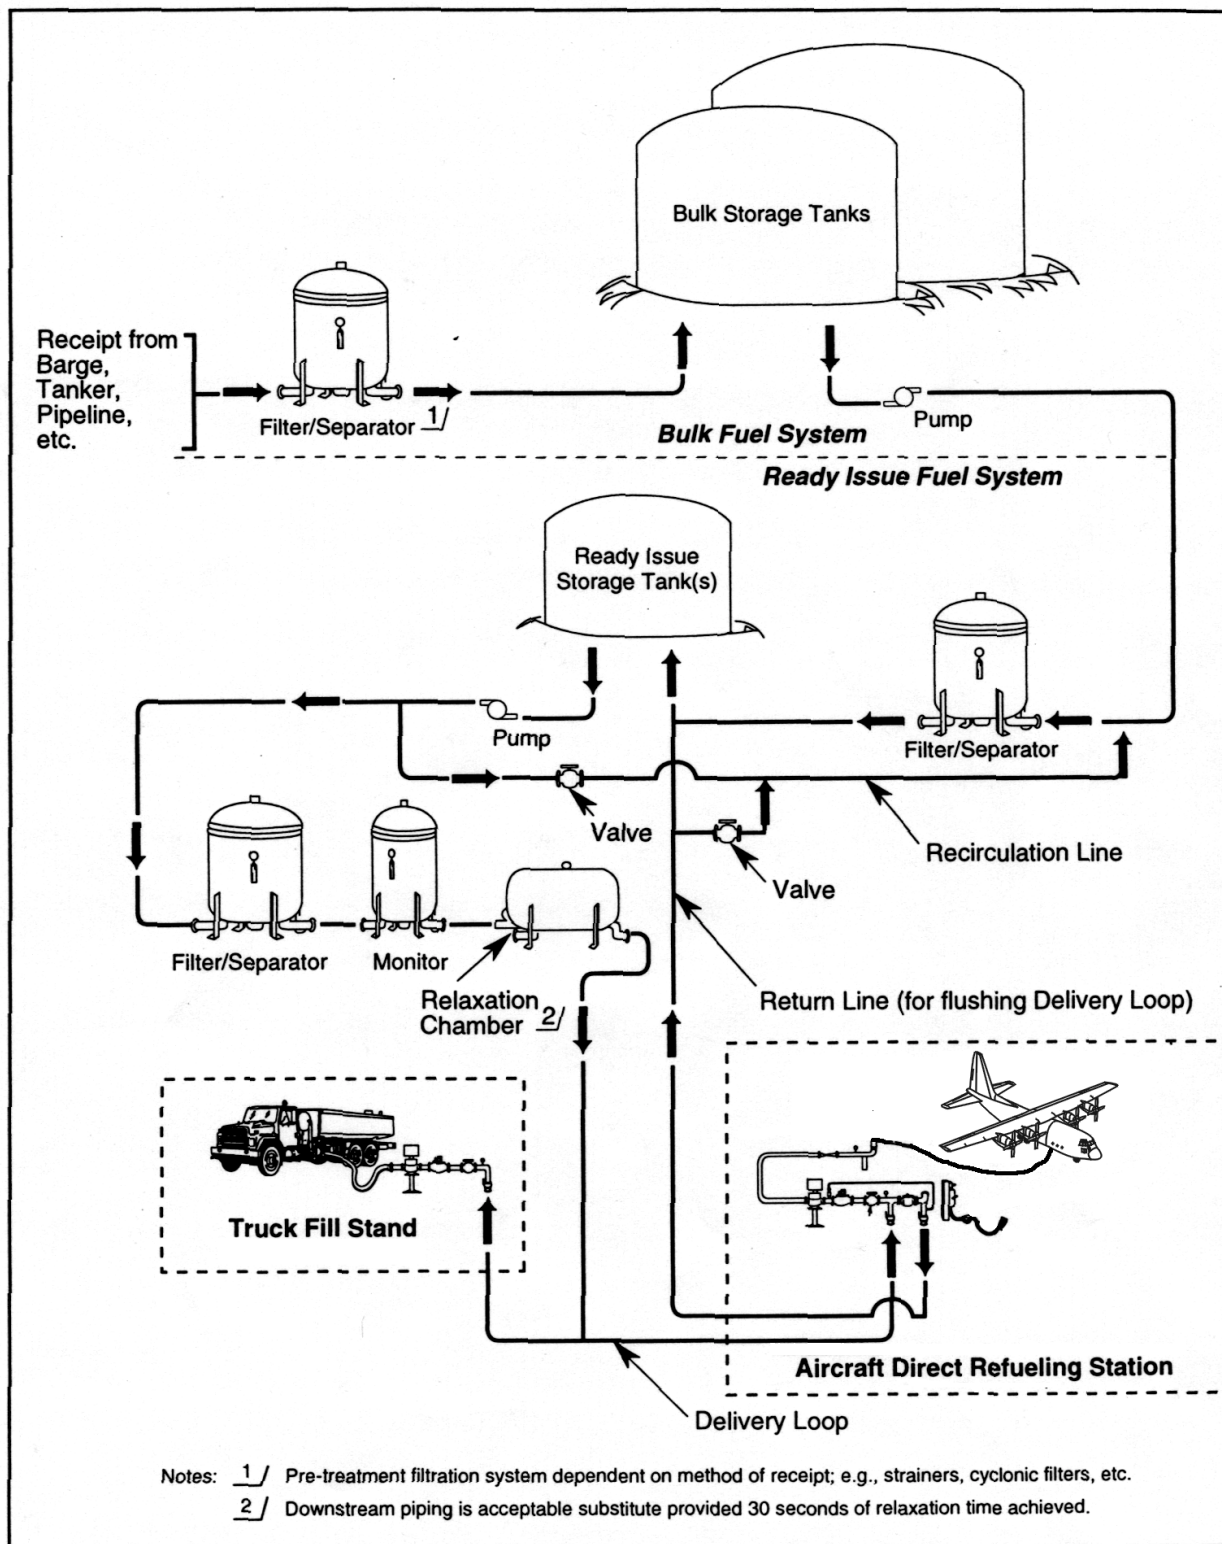 Bulk Storage Tanks
Receipt from
Barge,
Tanker,
Pipeline,
etc.
Filter/Separator 1/
Pump
Bulk Fuel System
Ready Issue Fuel System
Ready Issue
Storage Tank(s)
Pump
Filter/Separator
Valve
Valve
Recirculation Line
Filter/Separator
Monitor
Relaxation
Chamber 2/
Return Line (for flushing Delivery Loop)
Truck Fill Stand
Aircraft Direct Refueling Station
Delivery Loop
Notes: 1/ Pre-treatment filtration system dependent on method of receipt; e.g., strainers, cyclonic filters, etc.
2/ Downstream piping is acceptable substitute provided 30 seconds of relaxation time achieved.